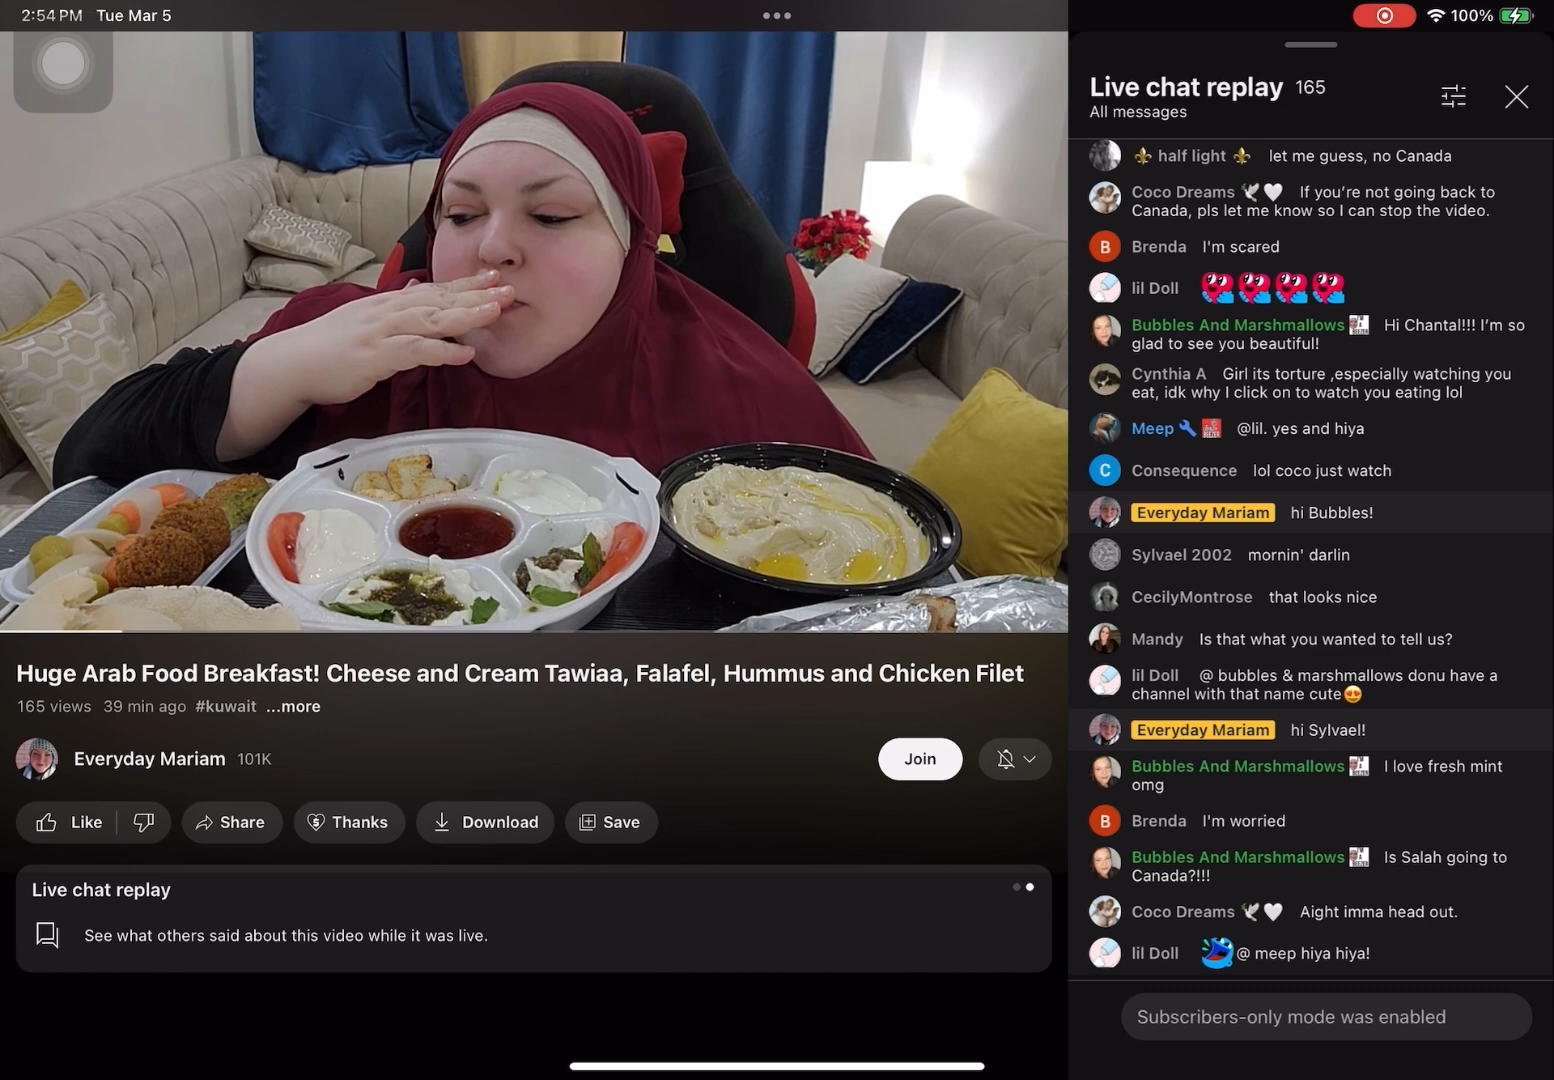 2:54 PM Tue Mar 5
100%
Huge Arab Food Breakfast! Cheese and Cream Tawiaa, Falafel, Hummus and Chicken Filet
165 views 39 min ago #kuwait ...more
Everyday Mariam 101K
Join
Like
Share
Thanks
Download
Save
Live chat replay
See what others said about this video while it was live.
Live chat replay 165
All messages
⚜️ half light ⚜️ let me guess, no Canada
Coco Dreams 🕊️🤍 If you're not going back to
Canada, pls let me know so I can stop the video.
B Brenda I'm scared
lil Doll
Bubbles And Marshmallows Hi Chantal!!! I'm so
glad to see you beautiful!
Cynthia A Girl its torture ,especially watching you
eat, idk why I click on to watch you eating lol
Meep @lil. yes and hiya
C Consequence lol coco just watch
Everyday Mariam hi Bubbles!
Sylvael 2002 mornin' darlin
CecilyMontrose that looks nice
Mandy Is that what you wanted to tell us?
lil Doll @ bubbles & marshmallows donu have a
channel with that name cute😍
Everyday Mariam hi Sylvael!
Bubbles And Marshmallows I love fresh mint
omg
B Brenda I'm worried
Bubbles And Marshmallows Is Salah going to
Canada?!!!
Coco Dreams 🕊️🤍 Aight imma head out.
lil Doll @ meep hiya hiya!
Subscribers-only mode was enabled